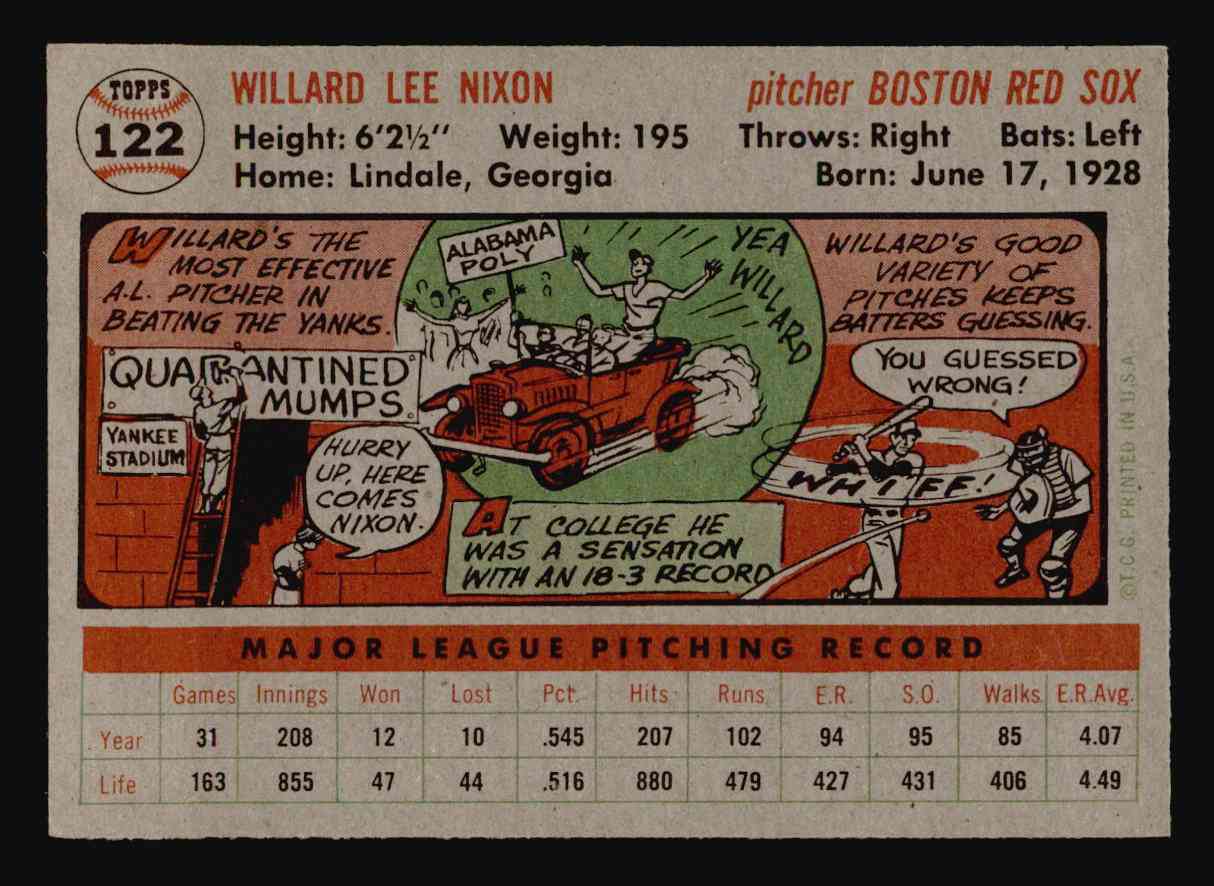 TOPPS
122
WILLARD LEE NIXON
pitcher BOSTON RED SOX
Height: 6'2½" Weight: 195 Throws: Right Bats: Left
Home: Lindale, Georgia Born: June 17, 1928
WILLARD'S THE
MOST EFFECTIVE
A.L. PITCHER IN
BEATING THE YANKS.
QUARANTINED
MUMPS
YANKEE
STADIUM
HURRY
UP, HERE
COMES
NIXON.
ALABAMA
POLY
YEA
WILLARD
AT COLLEGE HE
WAS A SENSATION
WITH AN 18-3 RECORD
WILLARD'S GOOD
VARIETY OF
PITCHES KEEPS
BATTERS GUESSING.
YOU GUESSED
WRONG!
WHIFF!
©T.C.G. PRINTED IN U.S.A.
MAJOR LEAGUE PITCHING RECORD
Games Innings Won Lost Pct. Hits Runs E.R. S.O. Walks E.R.Avg.
Year 31 208 12 10 .545 207 102 94 95 85 4.07
Life 163 855 47 44 .516 880 479 427 431 406 4.49